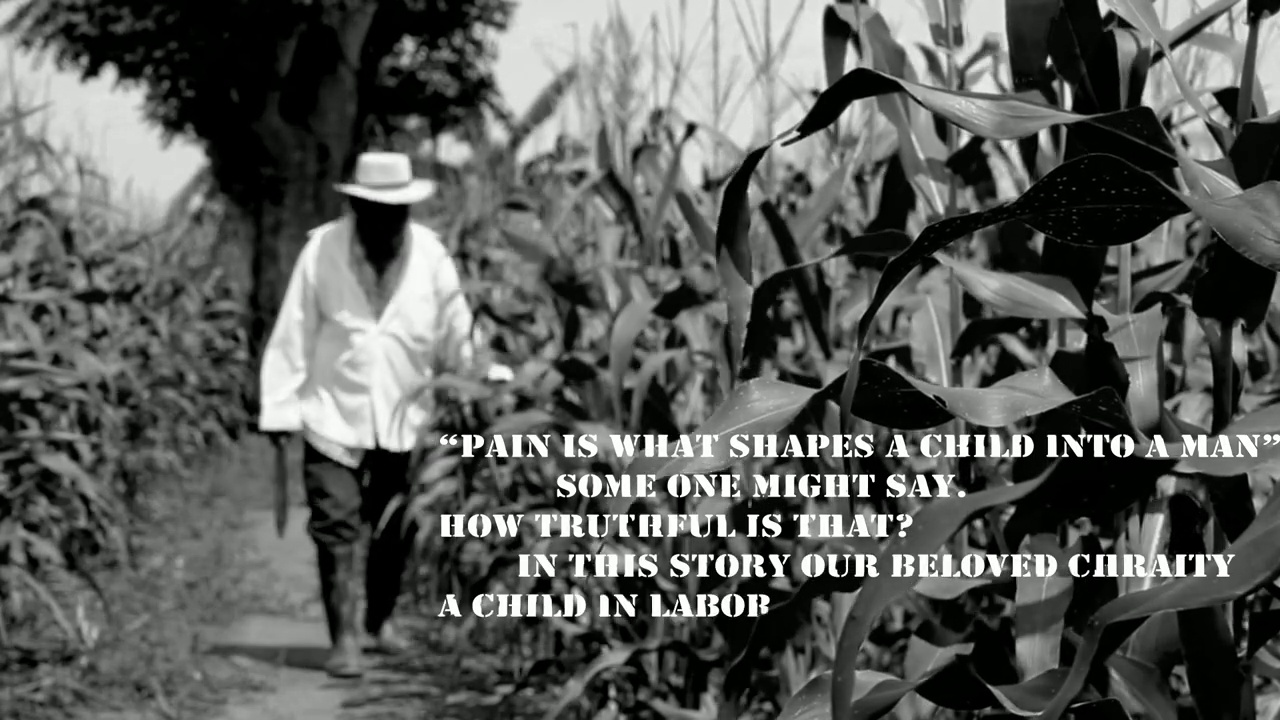 “PAIN IS WHAT SHAPES A CHILD INTO A MAN”
SOME ONE MIGHT SAY.
HOW TRUTHFUL IS THAT?
IN THIS STORY OUR BELOVED CHRAITY
A CHILD IN LABOR